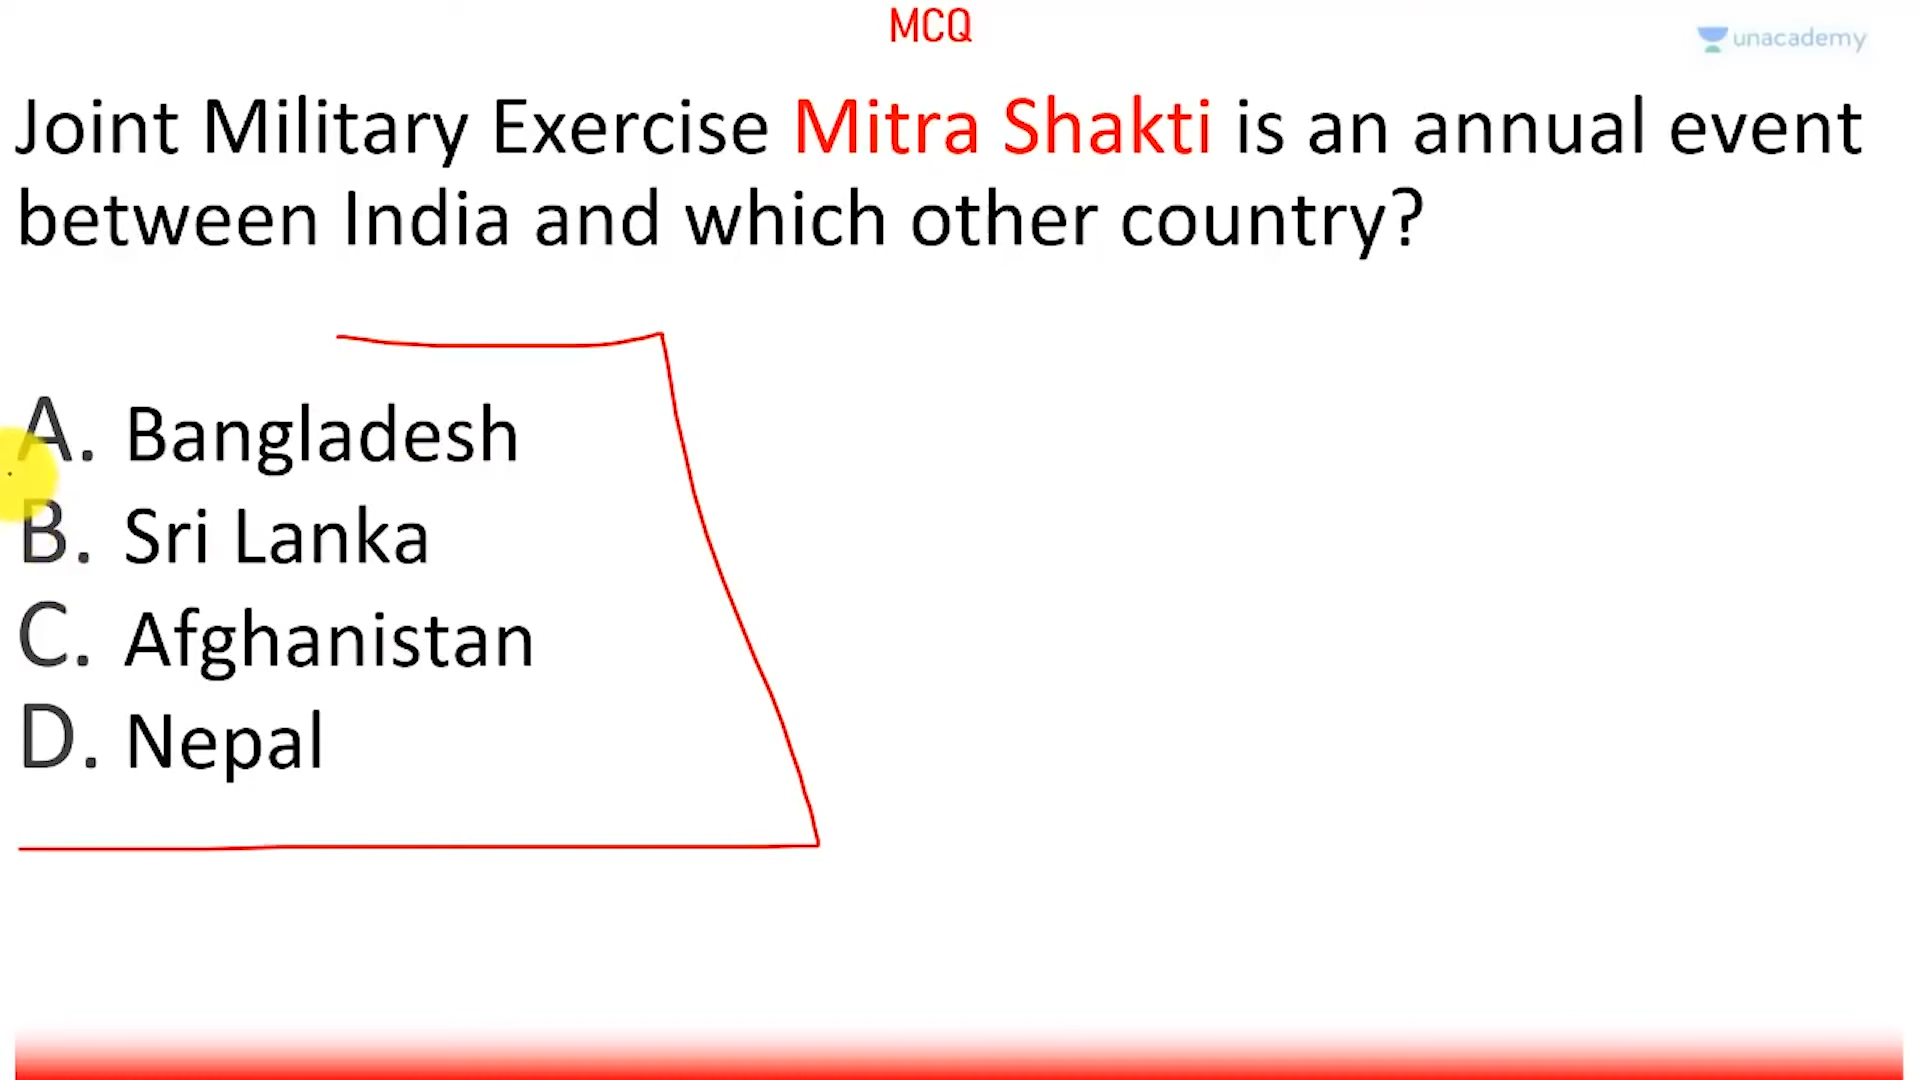 MCQ
unacademy
Joint Military Exercise Mitra Shakti is an annual event
between India and which other country?
A. Bangladesh
B. Sri Lanka
C. Afghanistan
D. Nepal